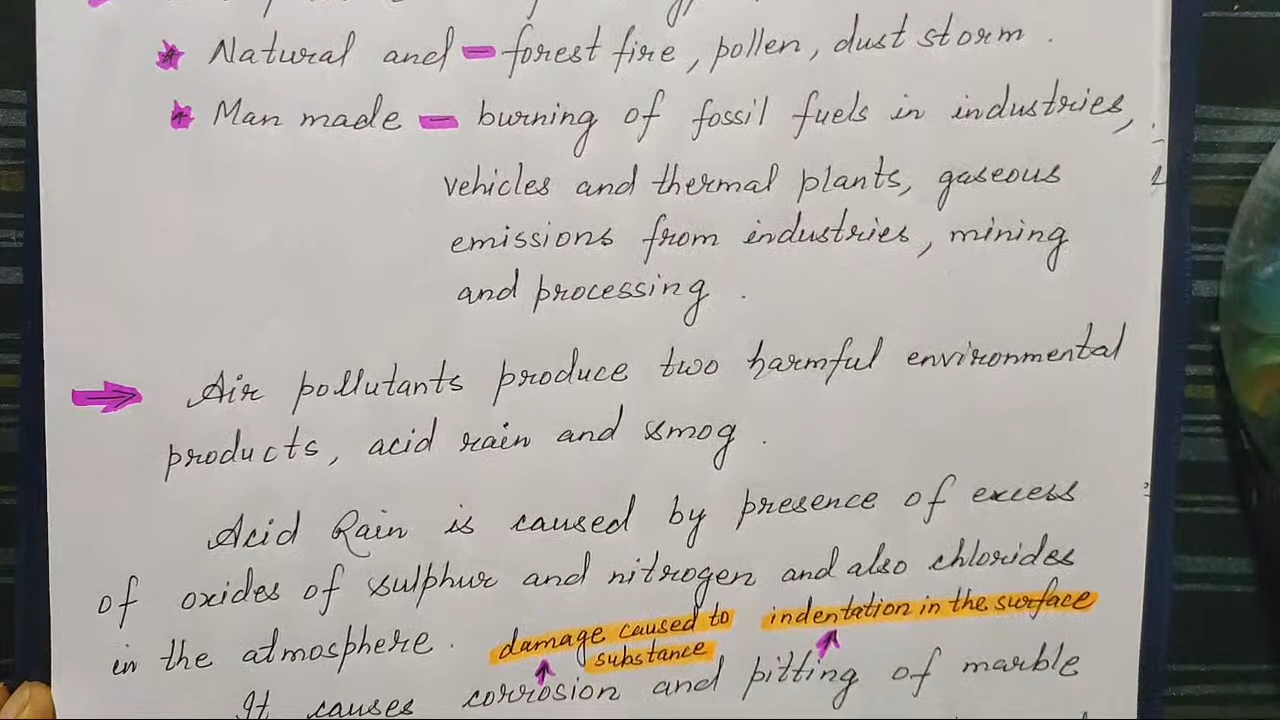 * Natural and - forest fire, pollen, dust storm.
* Man made - burning of fossil fuels in industries,
vehicles and thermal plants, gaseous
emissions from industries, mining
and processing.
→ Air pollutants produce two harmful environmental
products, acid rain and smog.
Acid Rain is caused by presence of excess
of oxides of sulphur and nitrogen and also chlorides
in the atmosphere.
damage caused to substance
indentation in the surface
It causes corrosion and pitting of marble